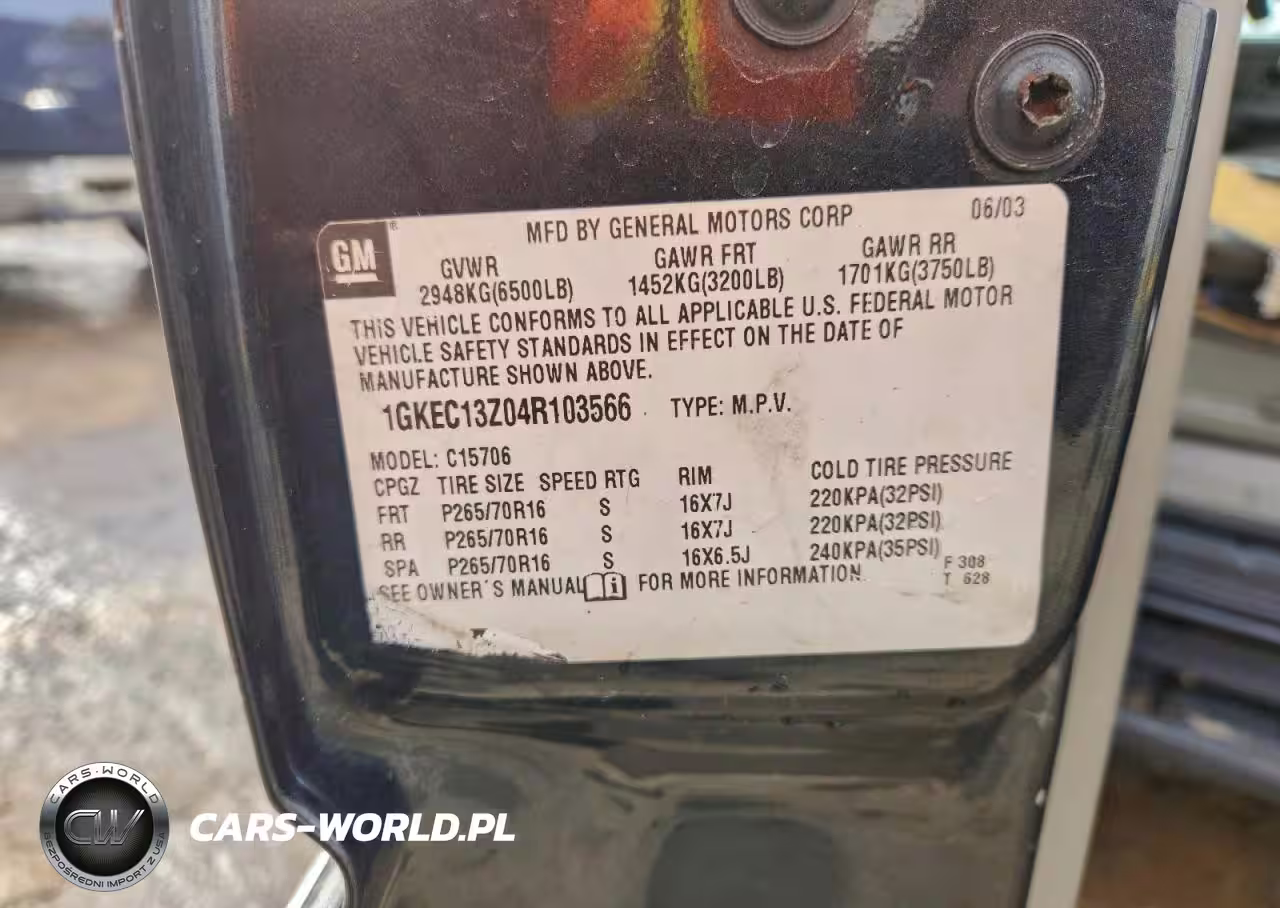 GM ®
MFD BY GENERAL MOTORS CORP 06/03
GVWR GAWR FRT GAWR RR
2948KG(6500LB) 1452KG(3200LB) 1701KG(3750LB)
THIS VEHICLE CONFORMS TO ALL APPLICABLE U.S. FEDERAL MOTOR
VEHICLE SAFETY STANDARDS IN EFFECT ON THE DATE OF
MANUFACTURE SHOWN ABOVE.
1GKEC13Z04R103566 TYPE: M.P.V.
MODEL: C15706
CPGZ TIRE SIZE SPEED RTG RIM COLD TIRE PRESSURE
FRT P265/70R16 S 16X7J 220KPA(32PSI)
RR P265/70R16 S 16X7J 220KPA(32PSI)
SPA P265/70R16 S 16X6.5J 240KPA(35PSI)
SEE OWNER'S MANUAL i FOR MORE INFORMATION.
F 308
T 628
CARS-WORLD
CW
BEZPOŚREDNI IMPORT Z USA
CARS-WORLD.PL